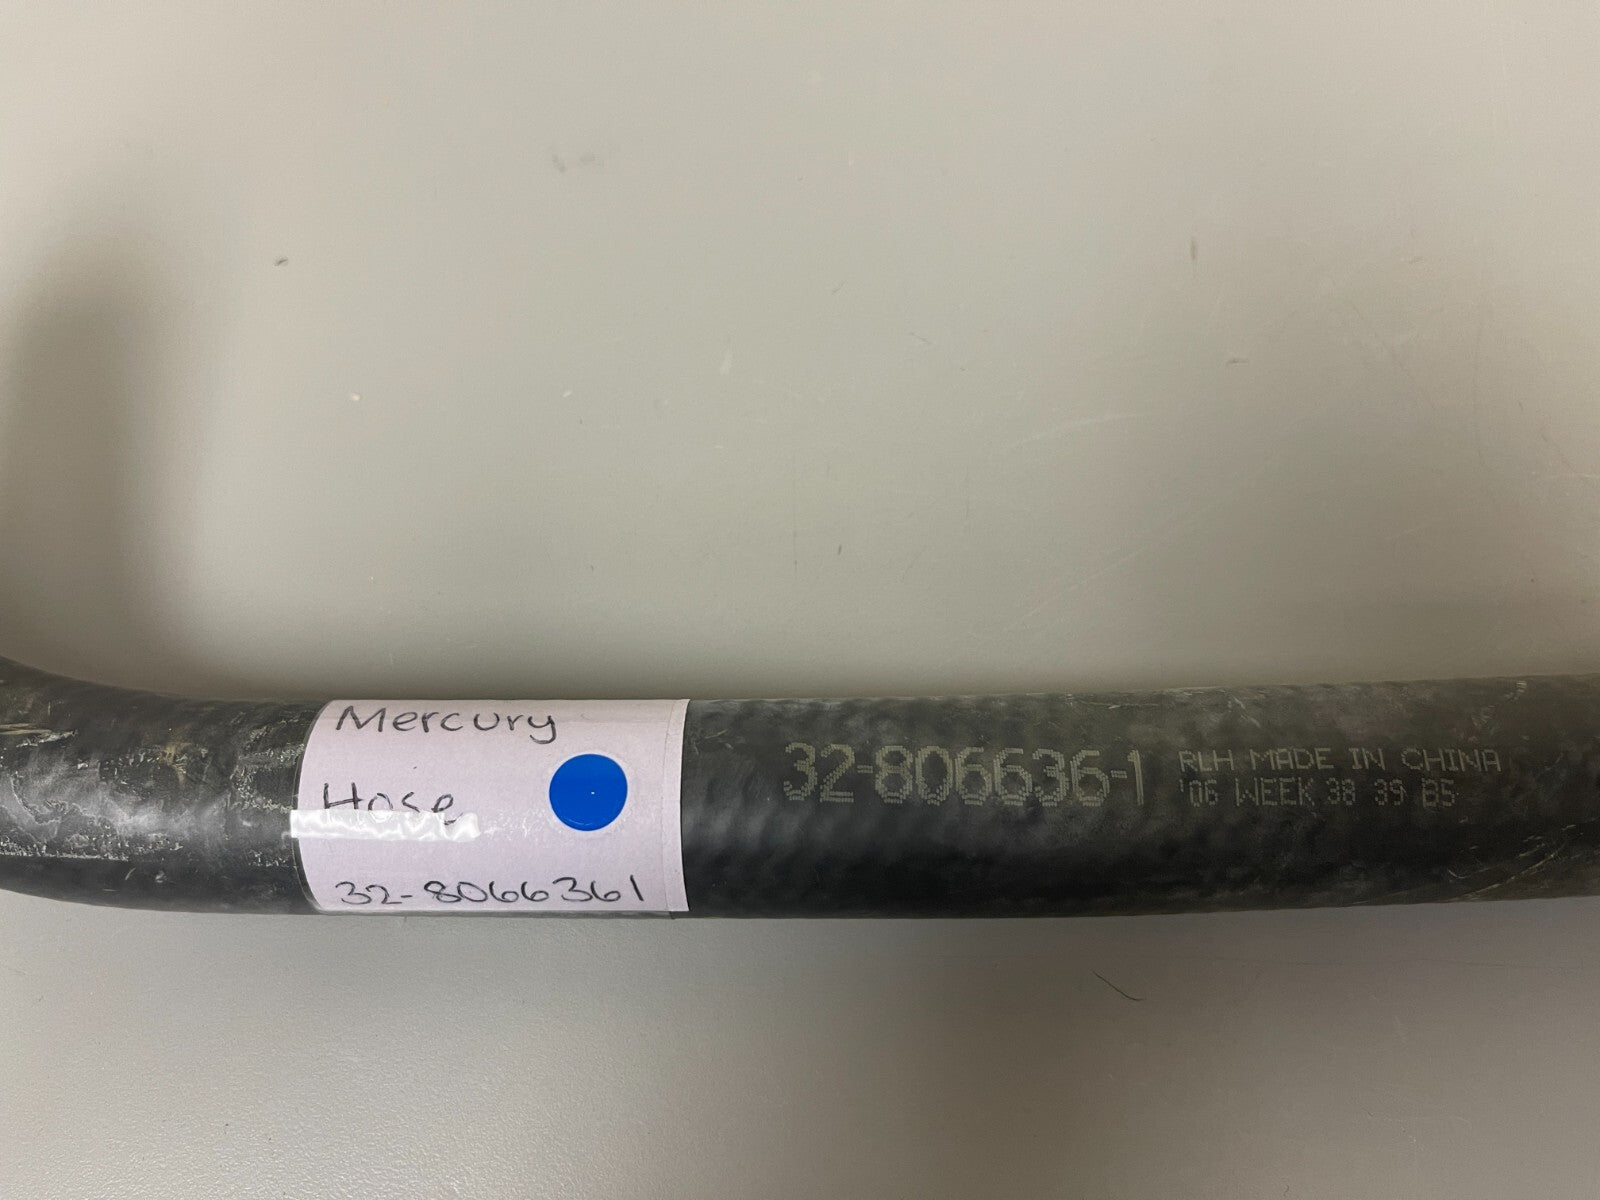 Mercury
Hose
32-8066361
32-806636-1
RLH MADE IN CHINA
'06 WEEK 38 39 B5